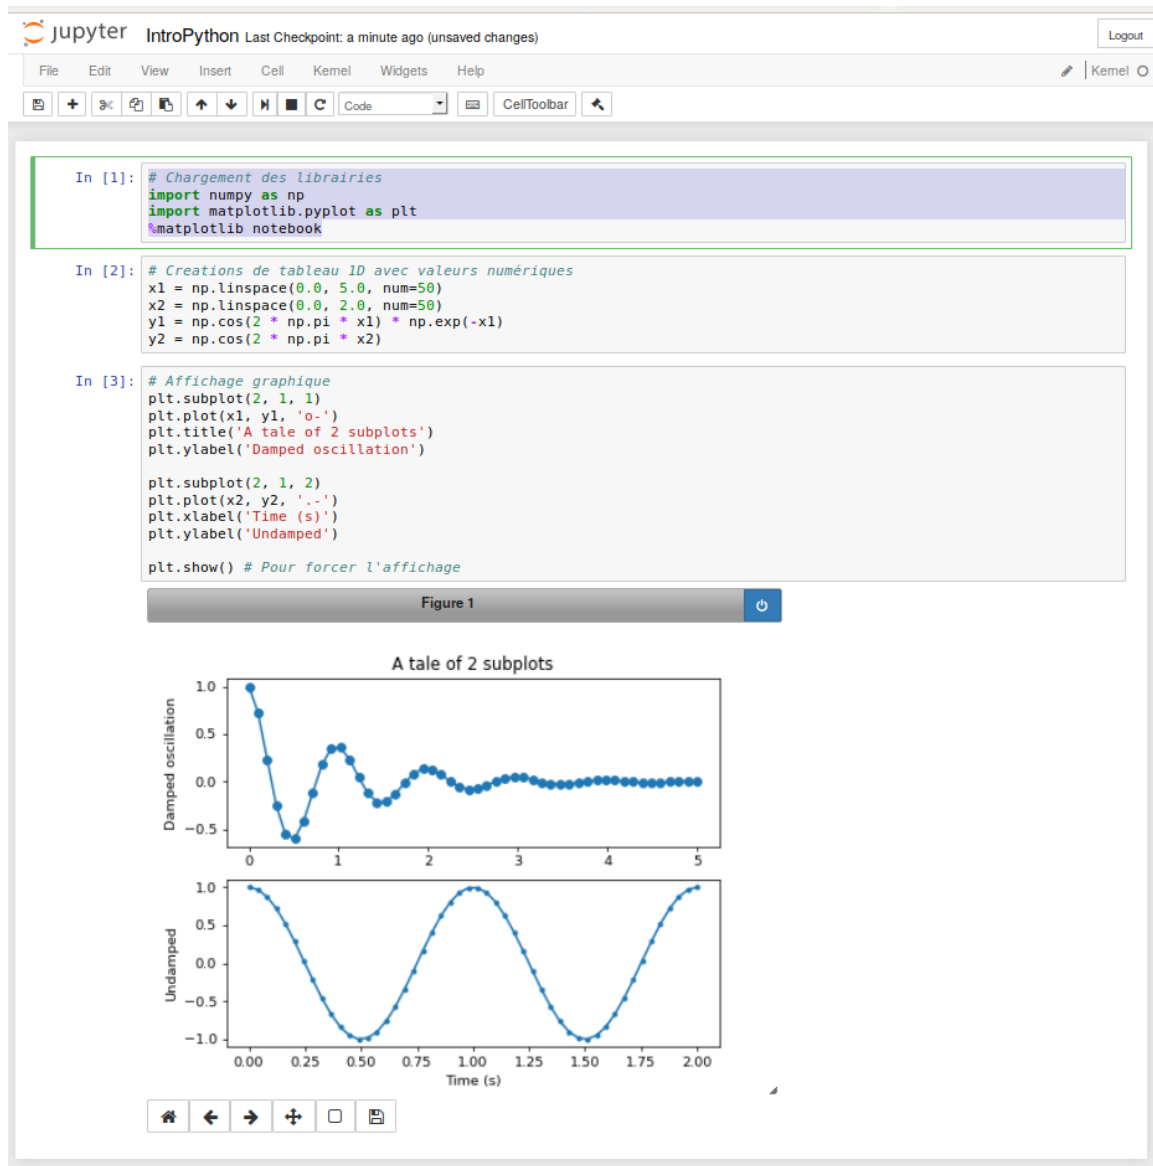 jupyter IntroPython Last Checkpoint: a minute ago (unsaved changes) Logout
File Edit View Insert Cell Kernel Widgets Help Kernel
Code CellToolbar
In [1]: # Chargement des librairies
import numpy as np
import matplotlib.pyplot as plt
%matplotlib notebook
In [2]: # Creations de tableau 1D avec valeurs numériques
x1 = np.linspace(0.0, 5.0, num=50)
x2 = np.linspace(0.0, 2.0, num=50)
y1 = np.cos(2 * np.pi * x1) * np.exp(-x1)
y2 = np.cos(2 * np.pi * x2)
In [3]: # Affichage graphique
plt.subplot(2, 1, 1)
plt.plot(x1, y1, 'o-')
plt.title('A tale of 2 subplots')
plt.ylabel('Damped oscillation')
plt.subplot(2, 1, 2)
plt.plot(x2, y2, '.-')
plt.xlabel('Time (s)')
plt.ylabel('Undamped')
plt.show() # Pour forcer l'affichage
Figure 1
A tale of 2 subplots
Damped oscillation
1.0
0.5
0.0
−0.5
0 1 2 3 4 5
Undamped
1.0
0.5
0.0
−0.5
−1.0
0.00 0.25 0.50 0.75 1.00 1.25 1.50 1.75 2.00
Time (s)